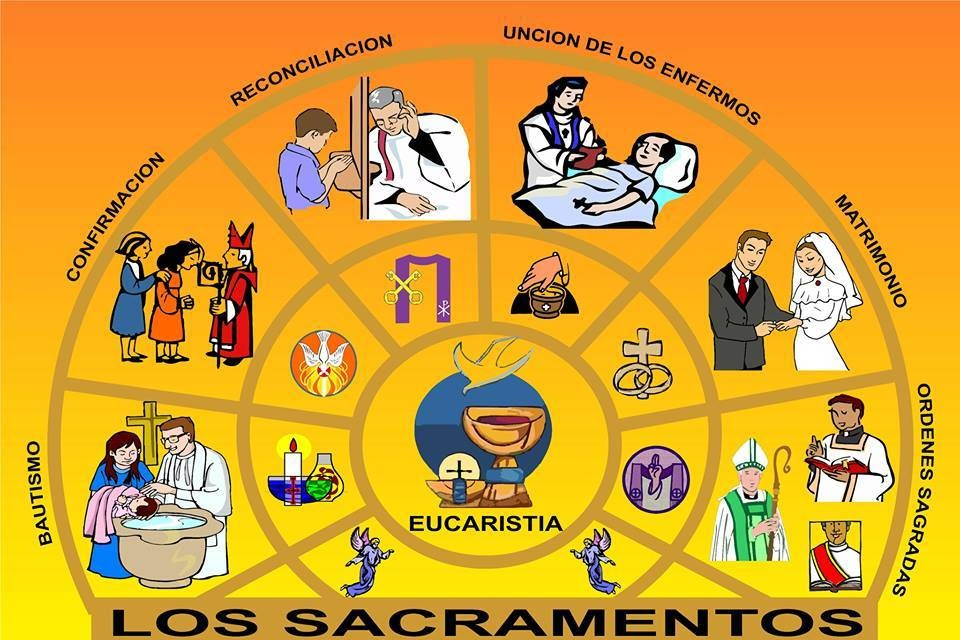 RECONCILIACION
UNCION DE LOS ENFERMOS
CONFIRMACION
MATRIMONIO
BAUTISMO
ORDENES SAGRADAS
EUCARISTIA
LOS SACRAMENTOS